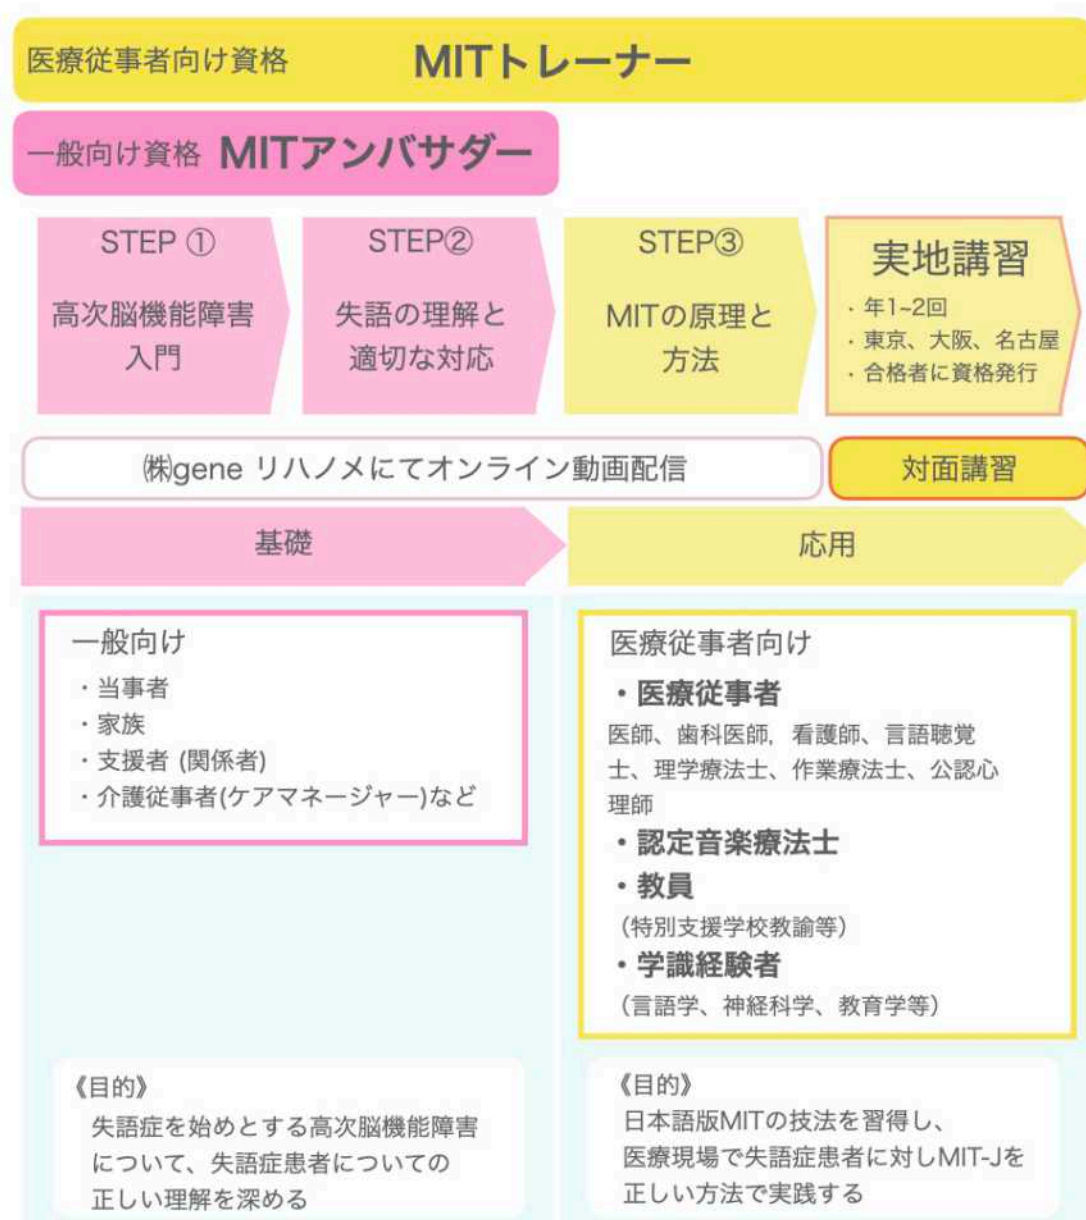 医療従事者向け資格 MITトレーナー
一般向け資格 MITアンバサダー
STEP ①
高次脳機能障害
入門
STEP②
失語の理解と
適切な対応
STEP③
MITの原理と
方法
実地講習
・年1~2回
・東京、大阪、名古屋
・合格者に資格発行
㈱gene リハノメにてオンライン動画配信
対面講習
基礎
応用
一般向け
・当事者
・家族
・支援者 (関係者)
・介護従事者(ケアマネージャー)など
《目的》
失語症を始めとする高次脳機能障害
について、失語症患者についての
正しい理解を深める
医療従事者向け
・医療従事者
医師、歯科医師, 看護師、言語聴覚
士、理学療法士、作業療法士、公認心
理師
・認定音楽療法士
・教員
（特別支援学校教諭等）
・学識経験者
（言語学、神経科学、教育学等）
《目的》
日本語版MITの技法を習得し、
医療現場で失語症患者に対しMIT-Jを
正しい方法で実践する